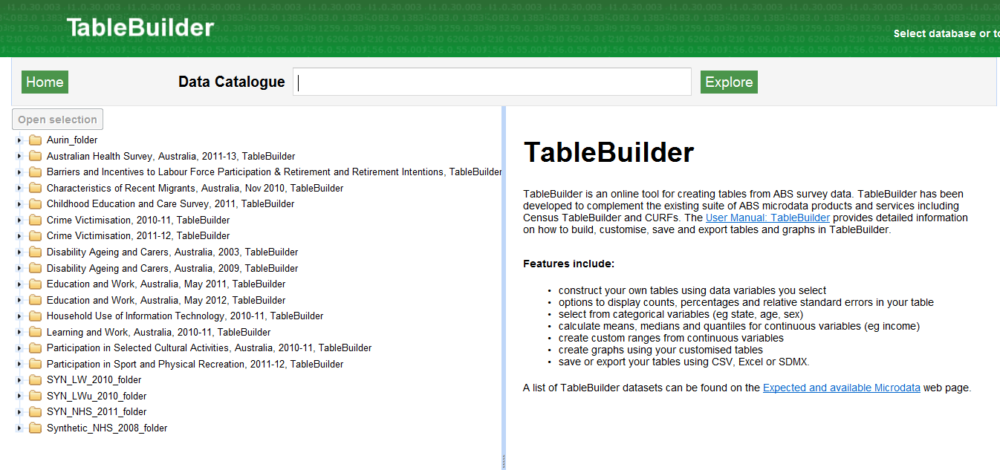 TableBuilder
Select database or to
Home
Data Catalogue
Explore
Open selection
Aurin_folder
Australian Health Survey, Australia, 2011-13, TableBuilder
Barriers and Incentives to Labour Force Participation & Retirement and Retirement Intentions, TableBuilder
Characteristics of Recent Migrants, Australia, Nov 2010, TableBuilder
Childhood Education and Care Survey, 2011, TableBuilder
Crime Victimisation, 2010-11, TableBuilder
Crime Victimisation, 2011-12, TableBuilder
Disability Ageing and Carers, Australia, 2003, TableBuilder
Disability Ageing and Carers, Australia, 2009, TableBuilder
Education and Work, Australia, May 2011, TableBuilder
Education and Work, Australia, May 2012, TableBuilder
Household Use of Information Technology, 2010-11, TableBuilder
Learning and Work, Australia, 2010-11, TableBuilder
Participation in Selected Cultural Activities, Australia, 2010-11, TableBuilder
Participation in Sport and Physical Recreation, 2011-12, TableBuilder
SYN_LW_2010_folder
SYN_LWu_2010_folder
SYN_NHS_2011_folder
Synthetic_NHS_2008_folder
TableBuilder
TableBuilder is an online tool for creating tables from ABS survey data. TableBuilder has been
developed to complement the existing suite of ABS microdata products and services including
Census TableBuilder and CURFs. The User Manual: TableBuilder provides detailed information
on how to build, customise, save and export tables and graphs in TableBuilder.
Features include:
• construct your own tables using data variables you select
• options to display counts, percentages and relative standard errors in your table
• select from categorical variables (eg state, age, sex)
• calculate means, medians and quantiles for continuous variables (eg income)
• create custom ranges from continuous variables
• create graphs using your customised tables
• save or export your tables using CSV, Excel or SDMX.
A list of TableBuilder datasets can be found on the Expected and available Microdata web page.